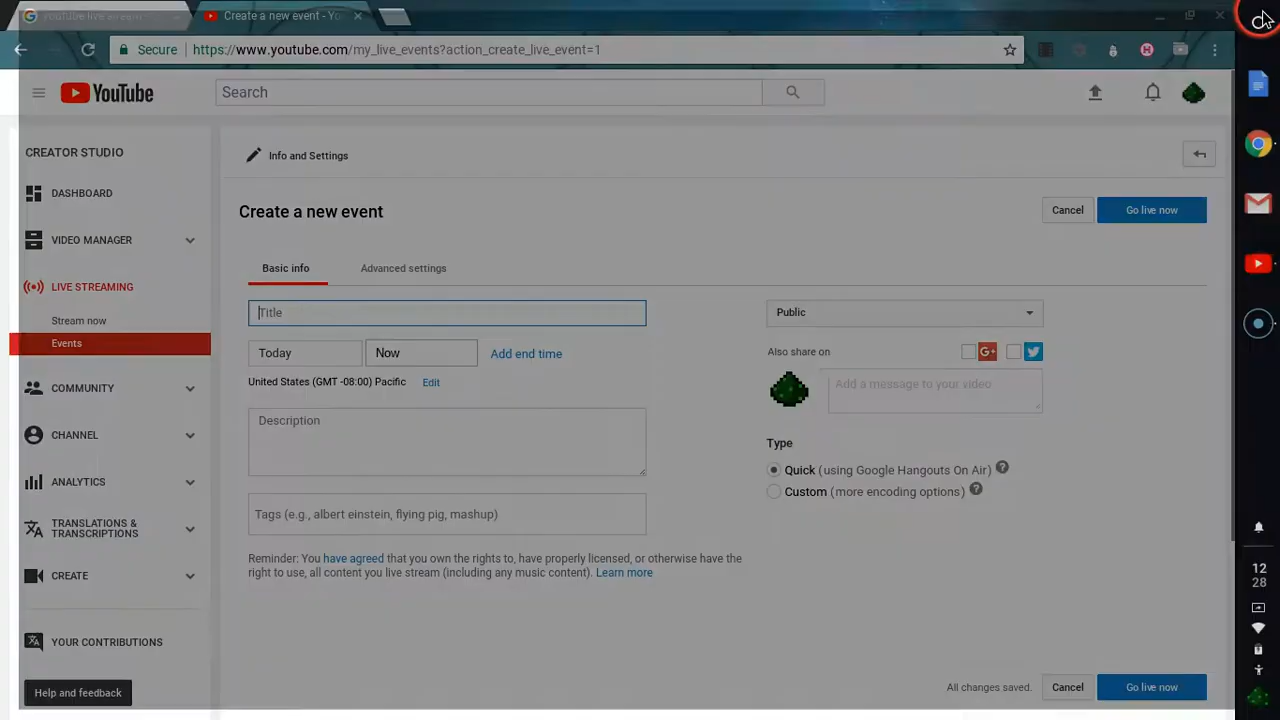 youtube live stream
Create a new event - Yo
Secure
https://www.youtube.com/my_live_events?action_create_live_event=1
YouTube
Search
CREATOR STUDIO
DASHBOARD
VIDEO MANAGER
LIVE STREAMING
Stream now
Events
COMMUNITY
CHANNEL
ANALYTICS
TRANSLATIONS &
TRANSCRIPTIONS
CREATE
YOUR CONTRIBUTIONS
Help and feedback
Info and Settings
Create a new event
Cancel
Go live now
Basic info
Advanced settings
Title
Today
Now
Add end time
United States (GMT -08:00) Pacific
Edit
Description
Tags (e.g., albert einstein, flying pig, mashup)
Reminder: You have agreed that you own the rights to, have properly licensed, or otherwise have the
right to use, all content you live stream (including any music content). Learn more
Public
Also share on
G+
Add a message to your video
Type
Quick (using Google Hangouts On Air) ?
Custom (more encoding options) ?
All changes saved.
Cancel
Go live now
12
28